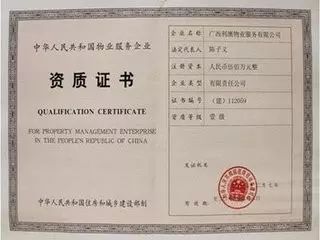 中华人民共和国物业服务企业
资质证书
QUALIFICATION CERTIFICATE
FOR PROPERTY MANAGEMENT ENTERPRISE
IN THE PEOPLE'S REPUBLIC OF CHINA
中华人民共和国住房和城乡建设部制
企业名称 广西利澳物业服务有限公司
法定代表人 陈子文
注册资本 人民币伍佰万元整
企业类型 有限责任公司
证书编号 (建)112059
资质等级 壹级
发证机关